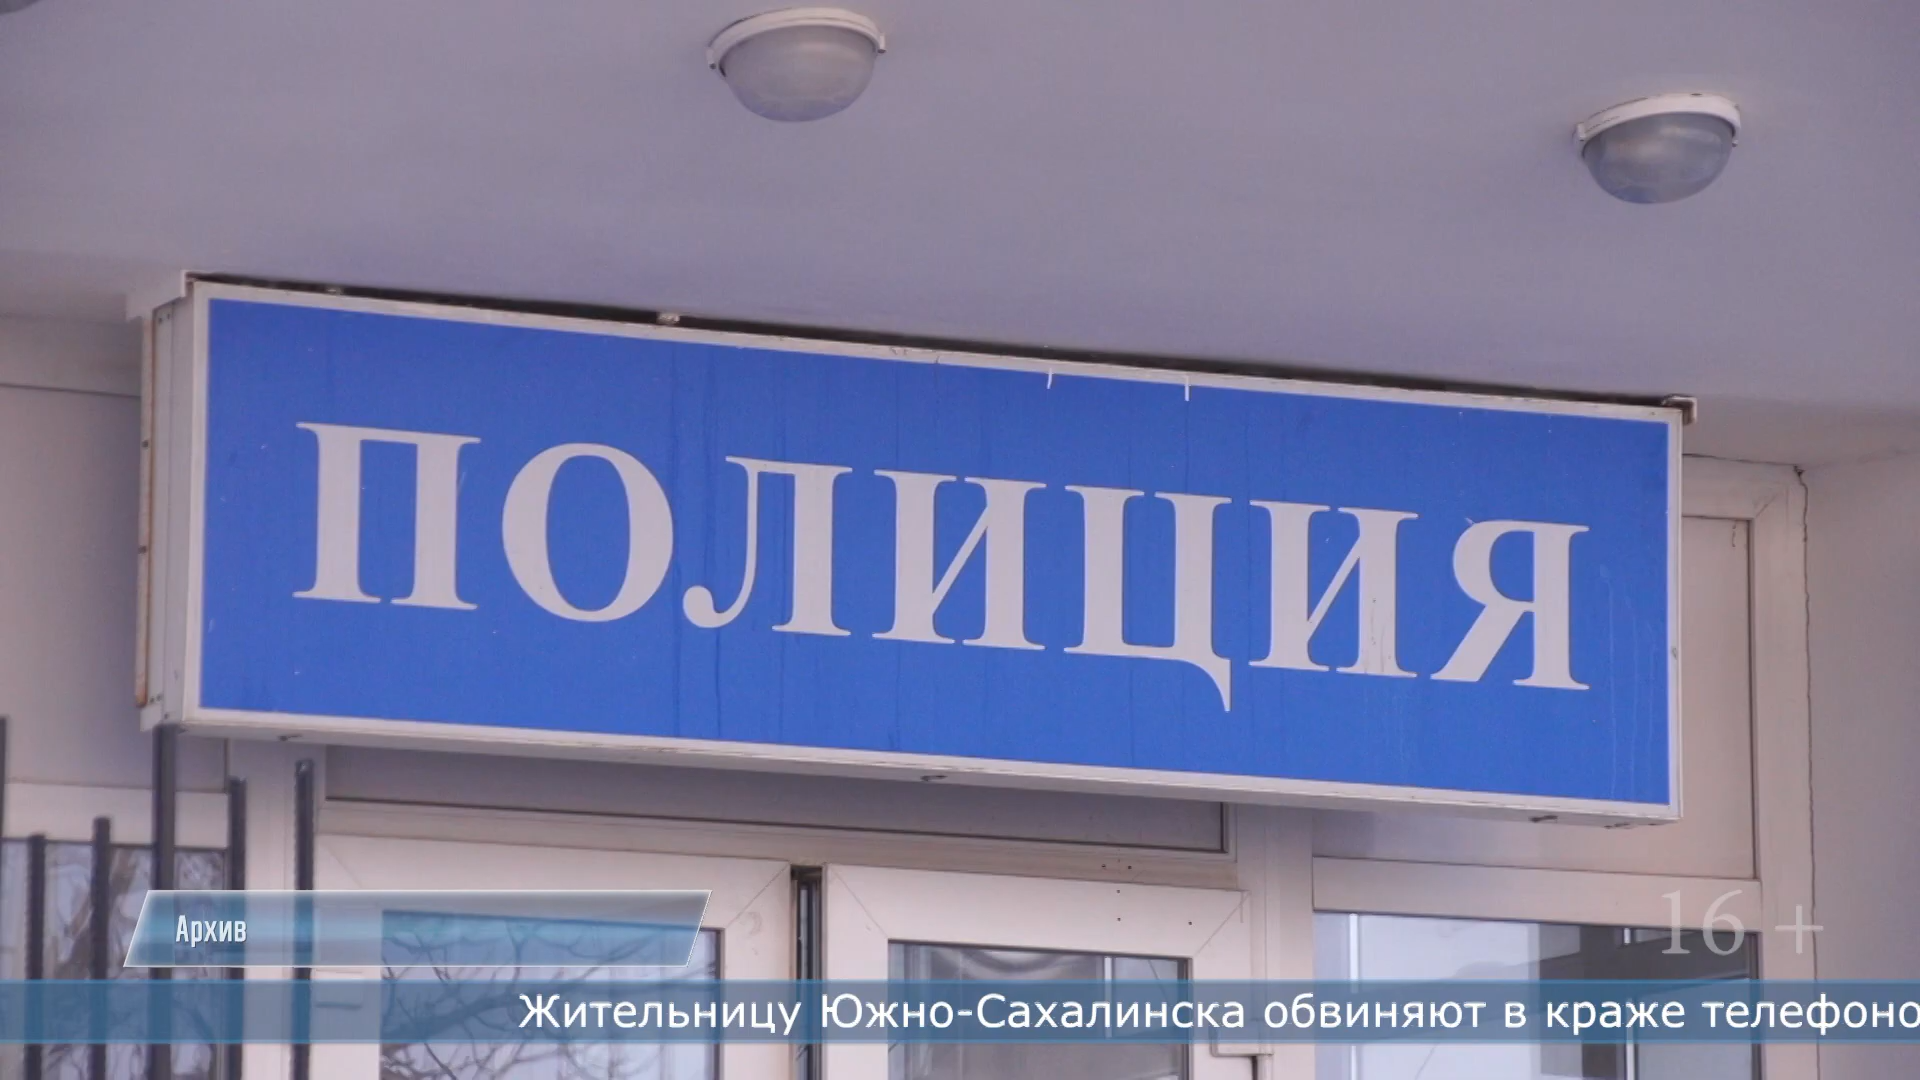 ПОЛИЦИЯ
Архив
16 +
Жительницу Южно-Сахалинска обвиняют в краже телефоно